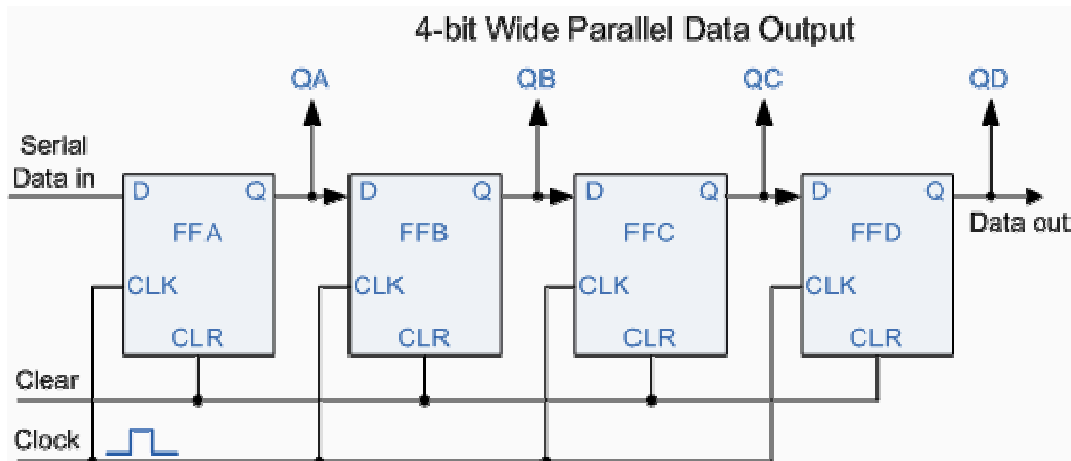 4-bit Wide Parallel Data Output
QA QB QC QD
Serial
Data in
D Q D Q D Q D Q
Data out
FFA FFB FFC FFD
CLK CLK CLK CLK
CLR CLR CLR CLR
Clear
Clock